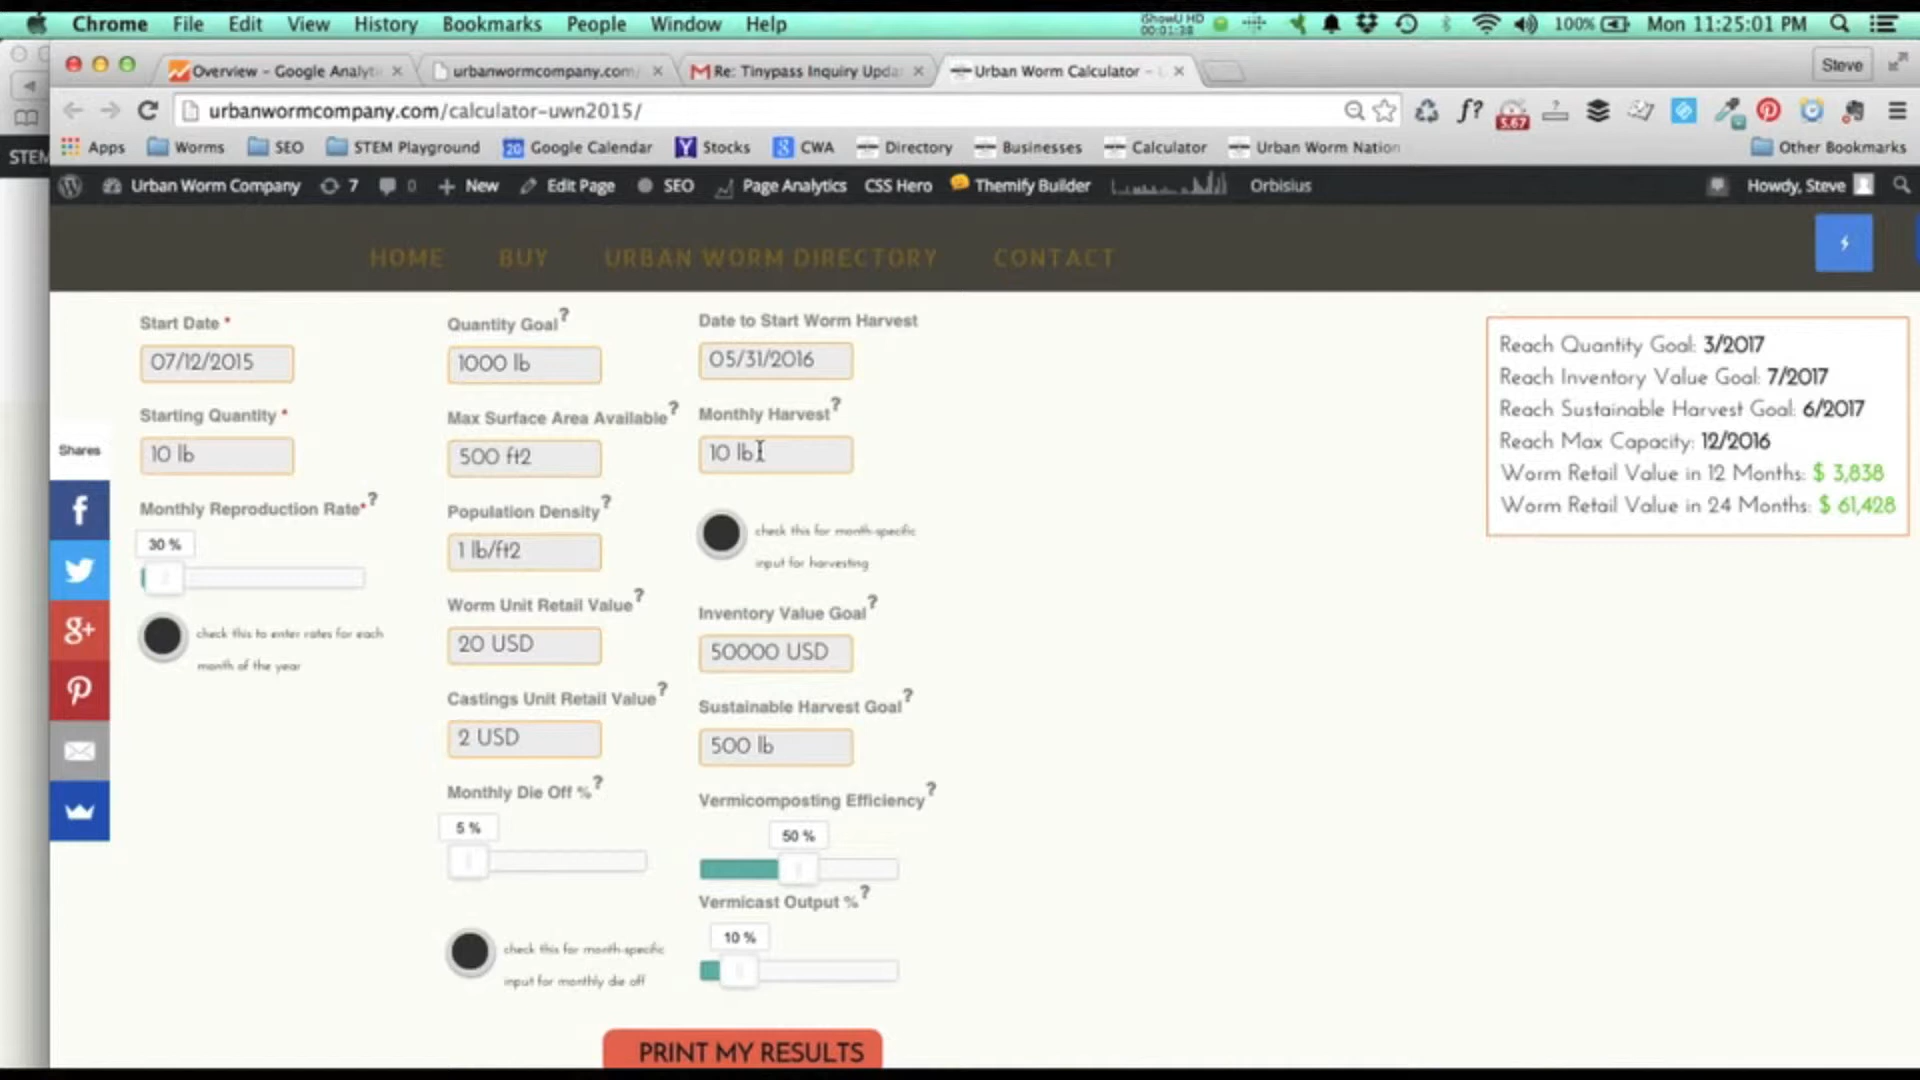 Chrome File Edit View History Bookmarks People Window Help iShowU HD 00:01:38 100% Mon 11:25:01 PM
Overview - Google Analyti urbanwormcompany.com/ Re: Tinypass Inquiry Upda Urban Worm Calculator - Steve
urbanwormcompany.com/calculator-uwn2015/ f? 5.67
Apps Worms SEO STEM Playground 20 Google Calendar Stocks CWA Directory Businesses Calculator Urban Worm Nation Other Bookmarks
STEM
Urban Worm Company 7 0 + New Edit Page SEO Page Analytics CSS Hero Themify Builder Orbisius Howdy, Steve
HOME BUY URBAN WORM DIRECTORY CONTACT
Start Date *
07/12/2015
Starting Quantity *
10 lb
Monthly Reproduction Rate* ?
30 %
check this to enter rates for each
month of the year
Quantity Goal ?
1000 lb
Max Surface Area Available ?
500 ft2
Population Density ?
1 lb/ft2
Worm Unit Retail Value ?
20 USD
Castings Unit Retail Value ?
2 USD
Monthly Die Off % ?
5 %
check this for month-specific
input for monthly die off
Date to Start Worm Harvest
05/31/2016
Monthly Harvest ?
10 lb
check this for month-specific
input for harvesting
Inventory Value Goal ?
50000 USD
Sustainable Harvest Goal ?
500 lb
Vermicomposting Efficiency ?
50 %
Vermicast Output % ?
10 %
Reach Quantity Goal: 3/2017
Reach Inventory Value Goal: 7/2017
Reach Sustainable Harvest Goal: 6/2017
Reach Max Capacity: 12/2016
Worm Retail Value in 12 Months: $ 3,838
Worm Retail Value in 24 Months: $ 61,428
Shares
f
g+
PRINT MY RESULTS